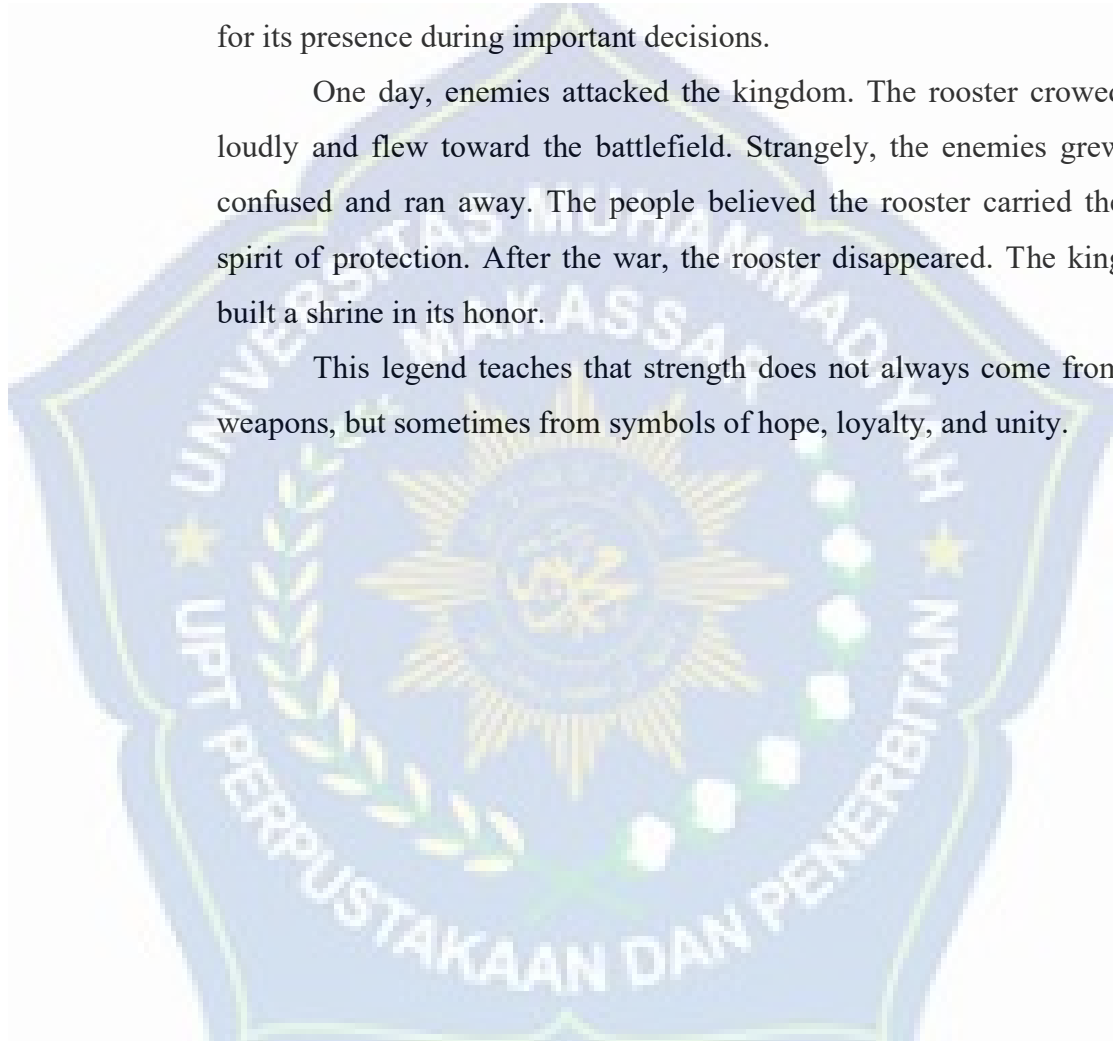 for its presence during important decisions.
One day, enemies attacked the kingdom. The rooster crowed
loudly and flew toward the battlefield. Strangely, the enemies grew
confused and ran away. The people believed the rooster carried the
spirit of protection. After the war, the rooster disappeared. The king
built a shrine in its honor.
This legend teaches that strength does not always come from
weapons, but sometimes from symbols of hope, loyalty, and unity.
UNIVERSITAS MUHAMMADIYAH
MAKASSAR
UPT PERPUSTAKAAN DAN PENERBITAN